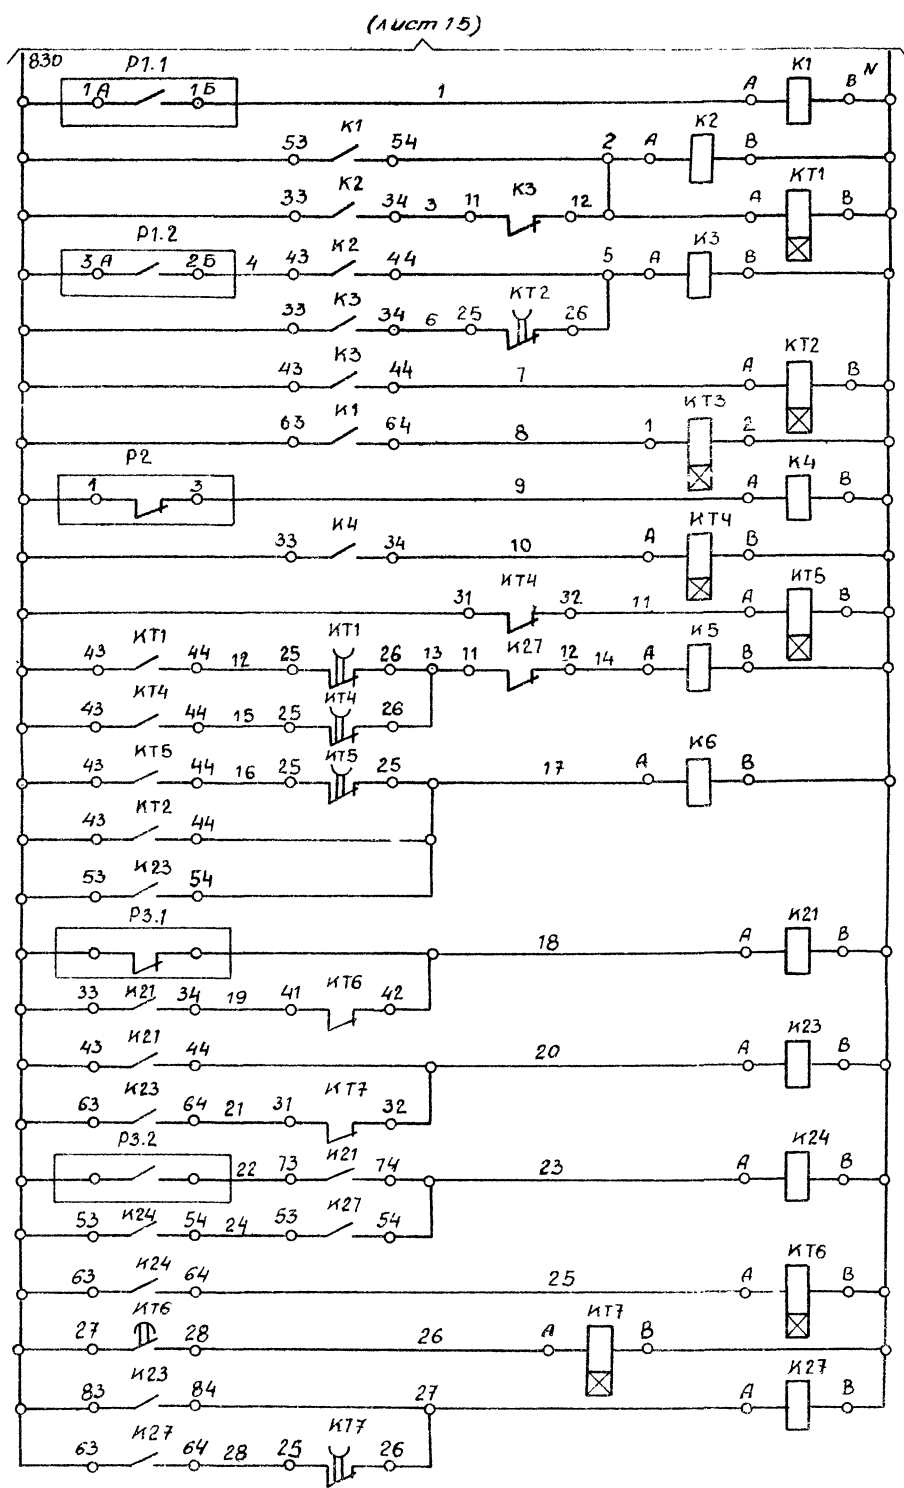 (лист 15)
830 Р1.1 К1 N
1А 1Б 1 А В
К1 К2
53 54 2 А В
К2 К3 КТ1
33 34 3 11 12 А В
Р1.2 К2 К3
3А 2Б 4 43 44 5 А В
К3 КТ2
33 34 6 25 26
К3 КТ2
43 44 7 А В
К1 КТ3
63 64 8 1 2
Р2 К4
1 3 9 А В
К4 КТ4
33 34 10 А В
КТ4 КТ5
31 32 11 А В
КТ1 КТ1 К27 К5
43 44 12 25 26 13 11 12 14 А В
КТ4 КТ4
43 44 15 25 26
КТ5 КТ5 К6
43 44 16 25 25 17 А В
КТ2
43 44
К23
53 54
Р3.1 К21
18 А В
К21 КТ6
33 34 19 41 42
К21 К23
43 44 20 А В
К23 КТ7
63 64 21 31 32
Р3.2 К21 К24
22 73 74 23 А В
К24 К27
53 54 24 53 54
К24 КТ6
63 64 25 А В
КТ6 КТ7
27 28 26 А В
К23 К27
83 84 27 А В
К27 КТ7
63 64 28 25 26